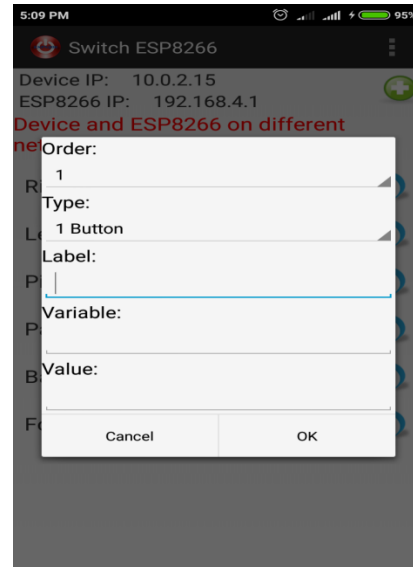 5:09 PM
95%
Switch ESP8266
Device IP: 10.0.2.15
ESP8266 IP: 192.168.4.1
Device and ESP8266 on different
Order:
1
Type:
1 Button
Label:
Variable:
Value:
Cancel OK